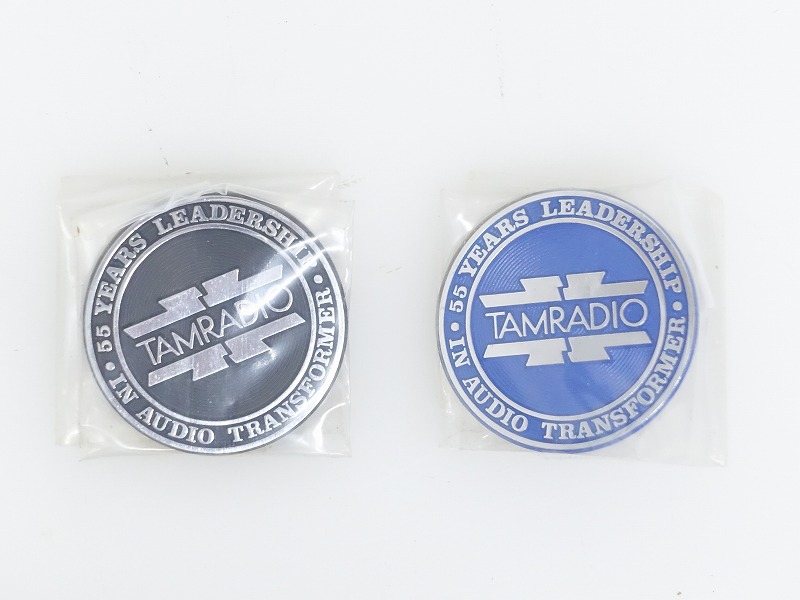 55 YEARS LEADERSHIP
TAMRADIO
IN AUDIO TRANSFORMER
55 YEARS LEADERSHIP
TAMRADIO
IN AUDIO TRANSFORMER